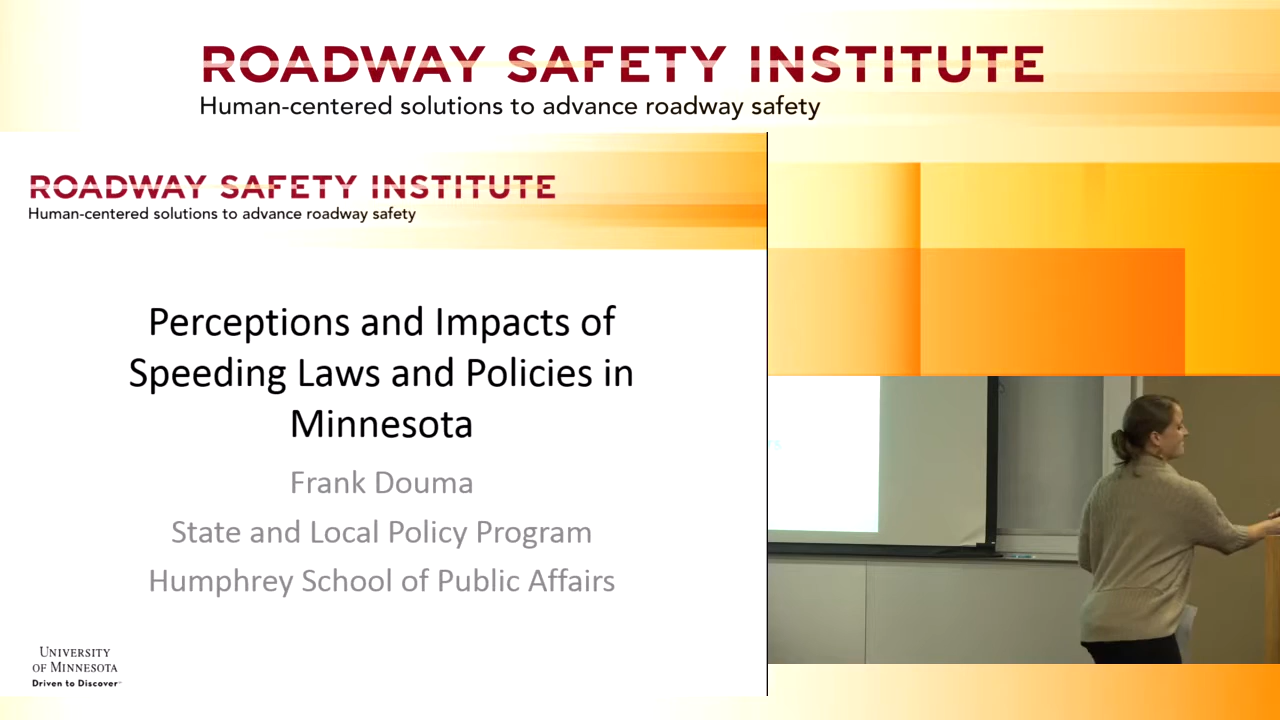 ROADWAY SAFETY INSTITUTE
Human-centered solutions to advance roadway safety
ROADWAY SAFETY INSTITUTE
Human-centered solutions to advance roadway safety
Perceptions and Impacts of
Speeding Laws and Policies in
Minnesota
Frank Douma
State and Local Policy Program
Humphrey School of Public Affairs
UNIVERSITY
OF MINNESOTA
Driven to Discover